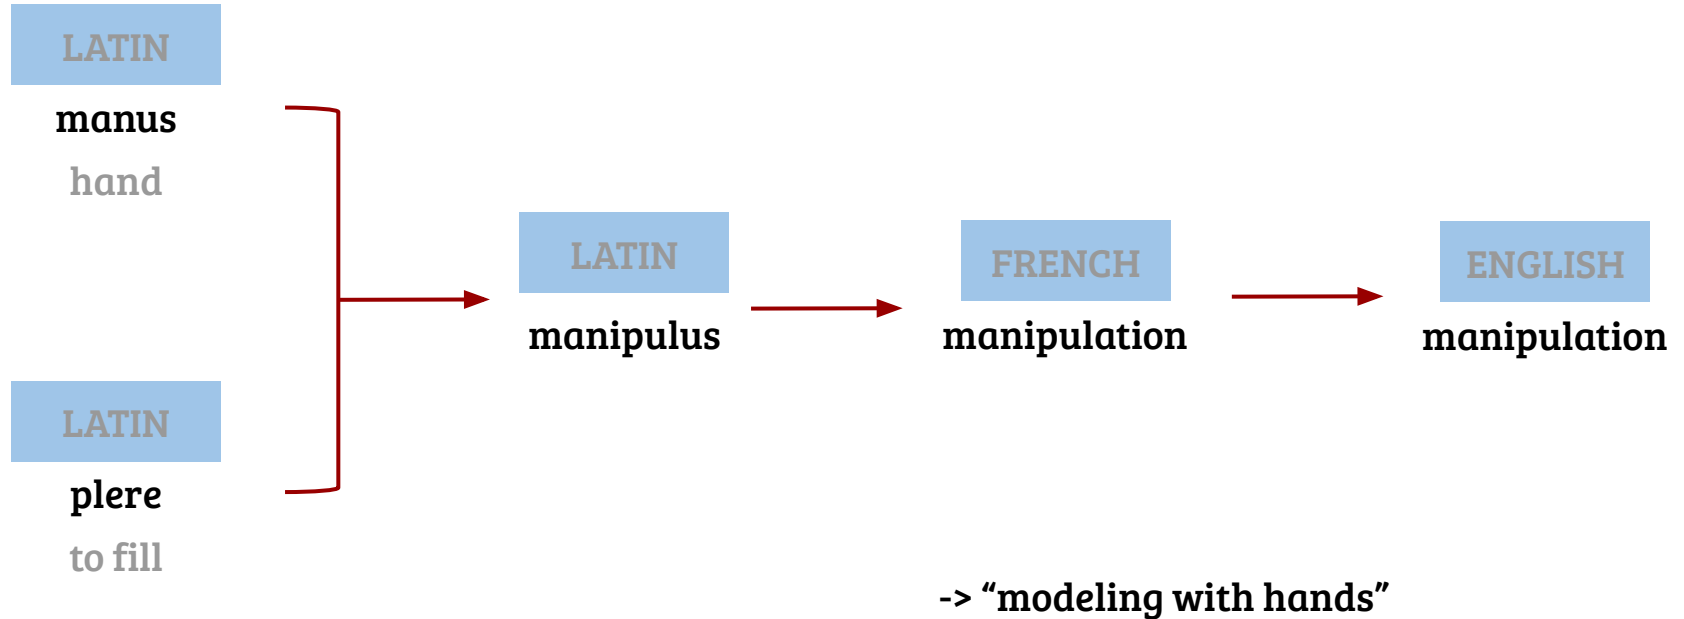 LATIN
manus
hand
LATIN
plere
to fill
LATIN
manipulus
FRENCH
manipulation
ENGLISH
manipulation
-> “modeling with hands”